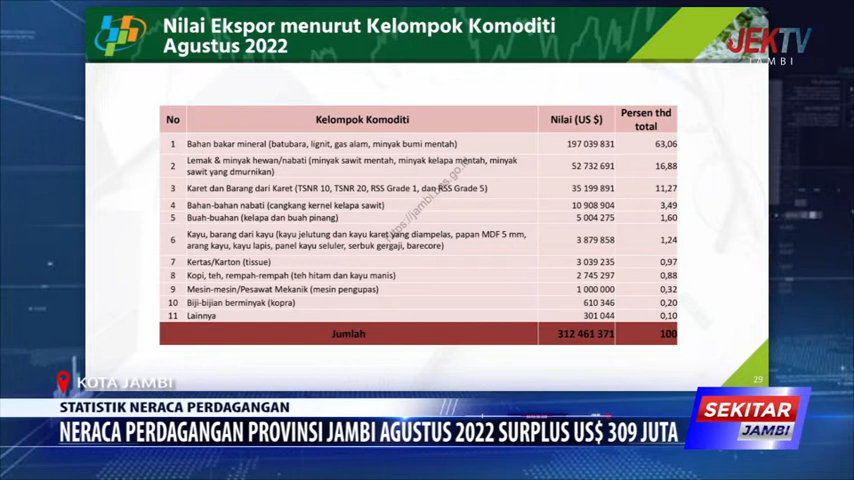 Nilai Ekspor menurut Kelompok Komoditi
Agustus 2022
JEKTV
JAMBI
No Kelompok Komoditi Nilai (US $) Persen thd
total
1 Bahan bakar mineral (batubara, lignit, gas alam, minyak bumi mentah) 197 039 831 63,06
2 Lemak & minyak hewan/nabati (minyak sawit mentah, minyak kelapa mentah, minyak
sawit yang dmurnikan) 52 732 691 16,88
3 Karet dan Barang dari Karet (TSNR 10, TSNR 20, RSS Grade 1, dan RSS Grade 5) 35 199 891 11,27
4 Bahan-bahan nabati (cangkang kernel kelapa sawit) 10 908 904 3,49
5 Buah-buahan (kelapa dan buah pinang) 5 004 275 1,60
6 Kayu, barang dari kayu (kayu jelutung dan kayu karet yang diampelas, papan MDF 5 mm,
arang kayu, kayu lapis, panel kayu seluler, serbuk gergaji, barecore) 3 879 858 1,24
7 Kertas/Karton (tissue) 3 039 235 0,97
8 Kopi, teh, rempah-rempah (teh hitam dan kayu manis) 2 745 297 0,88
9 Mesin-mesin/Pesawat Mekanik (mesin pengupas) 1 000 000 0,32
10 Biji-bijian berminyak (kopra) 610 346 0,20
11 Lainnya 301 044 0,10
Jumlah 312 461 371 100
https://jambi.bps.go.id
29
KOTA JAMBI
STATISTIK NERACA PERDAGANGAN
NERACA PERDAGANGAN PROVINSI JAMBI AGUSTUS 2022 SURPLUS US$ 309 JUTA
SEKITAR
JAMBI